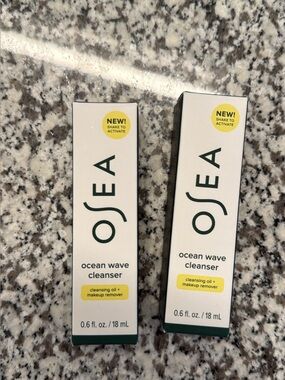 NEW!
SHAKE TO
ACTIVATE
OSEA
ocean wave
cleanser
cleansing oil +
makeup remover
0.6 fl. oz. / 18 mL
NEW!
SHAKE TO
ACTIVATE
OSEA
ocean wave
cleanser
cleansing oil +
makeup remover
0.6 fl. oz. / 18 mL